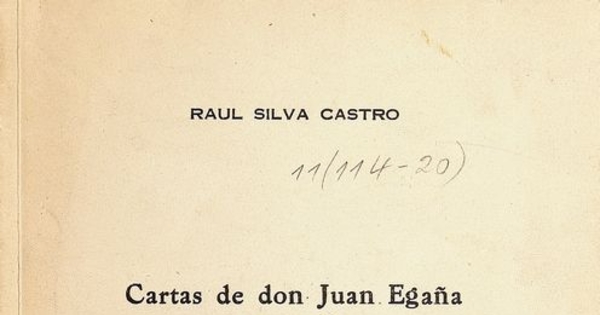 RAUL SILVA CASTRO
11(114-20)
Cartas de don Juan Egaña